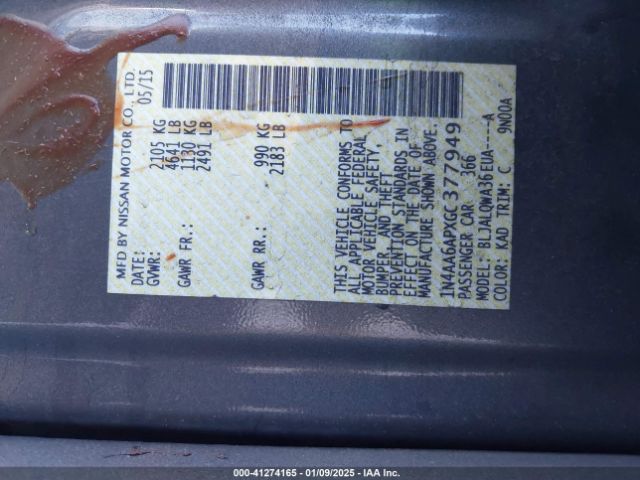 MFD BY NISSAN MOTOR CO., LTD.
DATE: 05/15
GVWR: 2105 KG
4641 LB
GAWR FR.: 1130 KG
2491 LB
GAWR RR.: 990 KG
2183 LB
THIS VEHICLE CONFORMS TO
ALL APPLICABLE FEDERAL
MOTOR VEHICLE SAFETY,
BUMPER, AND THEFT
PREVENTION STANDARDS IN
EFFECT ON THE DATE OF
MANUFACTURE SHOWN ABOVE.
1N4AA6APXGC377949
PASSENGER CAR 366
MODEL: BLJALQWA36EUA----A
COLOR: KAD TRIM: C 9N00A
000-41274165 | 01/09/2025 - IAA Inc.